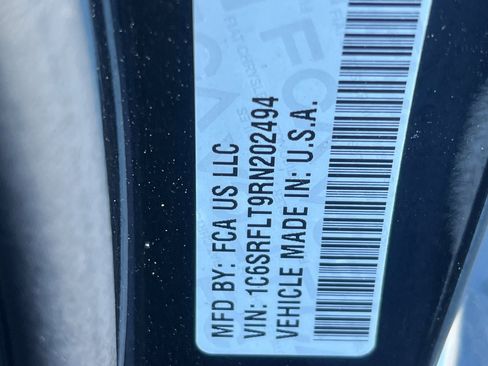 MFD BY: FCA US LLC
VIN: 1C6SRFLT9RN202494
VEHICLE MADE IN: U.S.A.